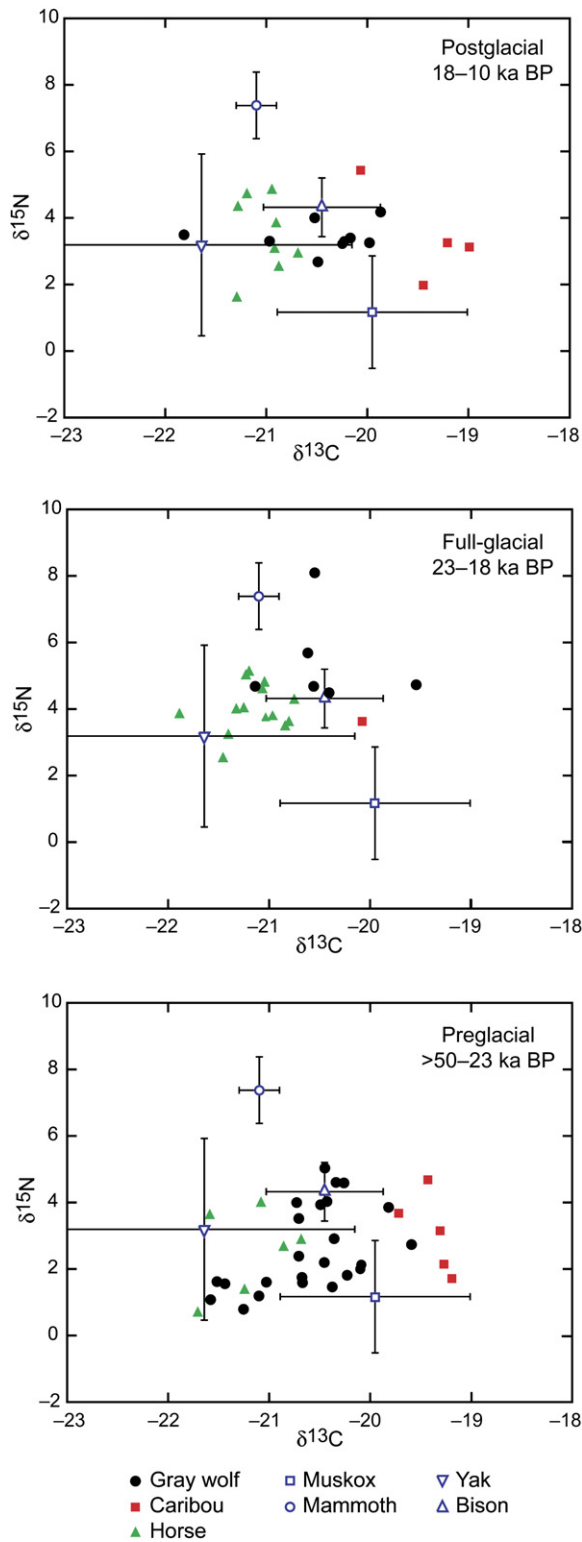 10
8
6
4
2
0
–2
δ15N
Postglacial
18–10 ka BP
–23 –22 –21 –20 –19 –18
δ13C
10
8
6
4
2
0
–2
δ15N
Full-glacial
23–18 ka BP
–23 –22 –21 –20 –19 –18
δ13C
10
8
6
4
2
0
–2
δ15N
Preglacial
>50–23 ka BP
–23 –22 –21 –20 –19 –18
δ13C
Gray wolf Muskox Yak
Caribou Mammoth Bison
Horse